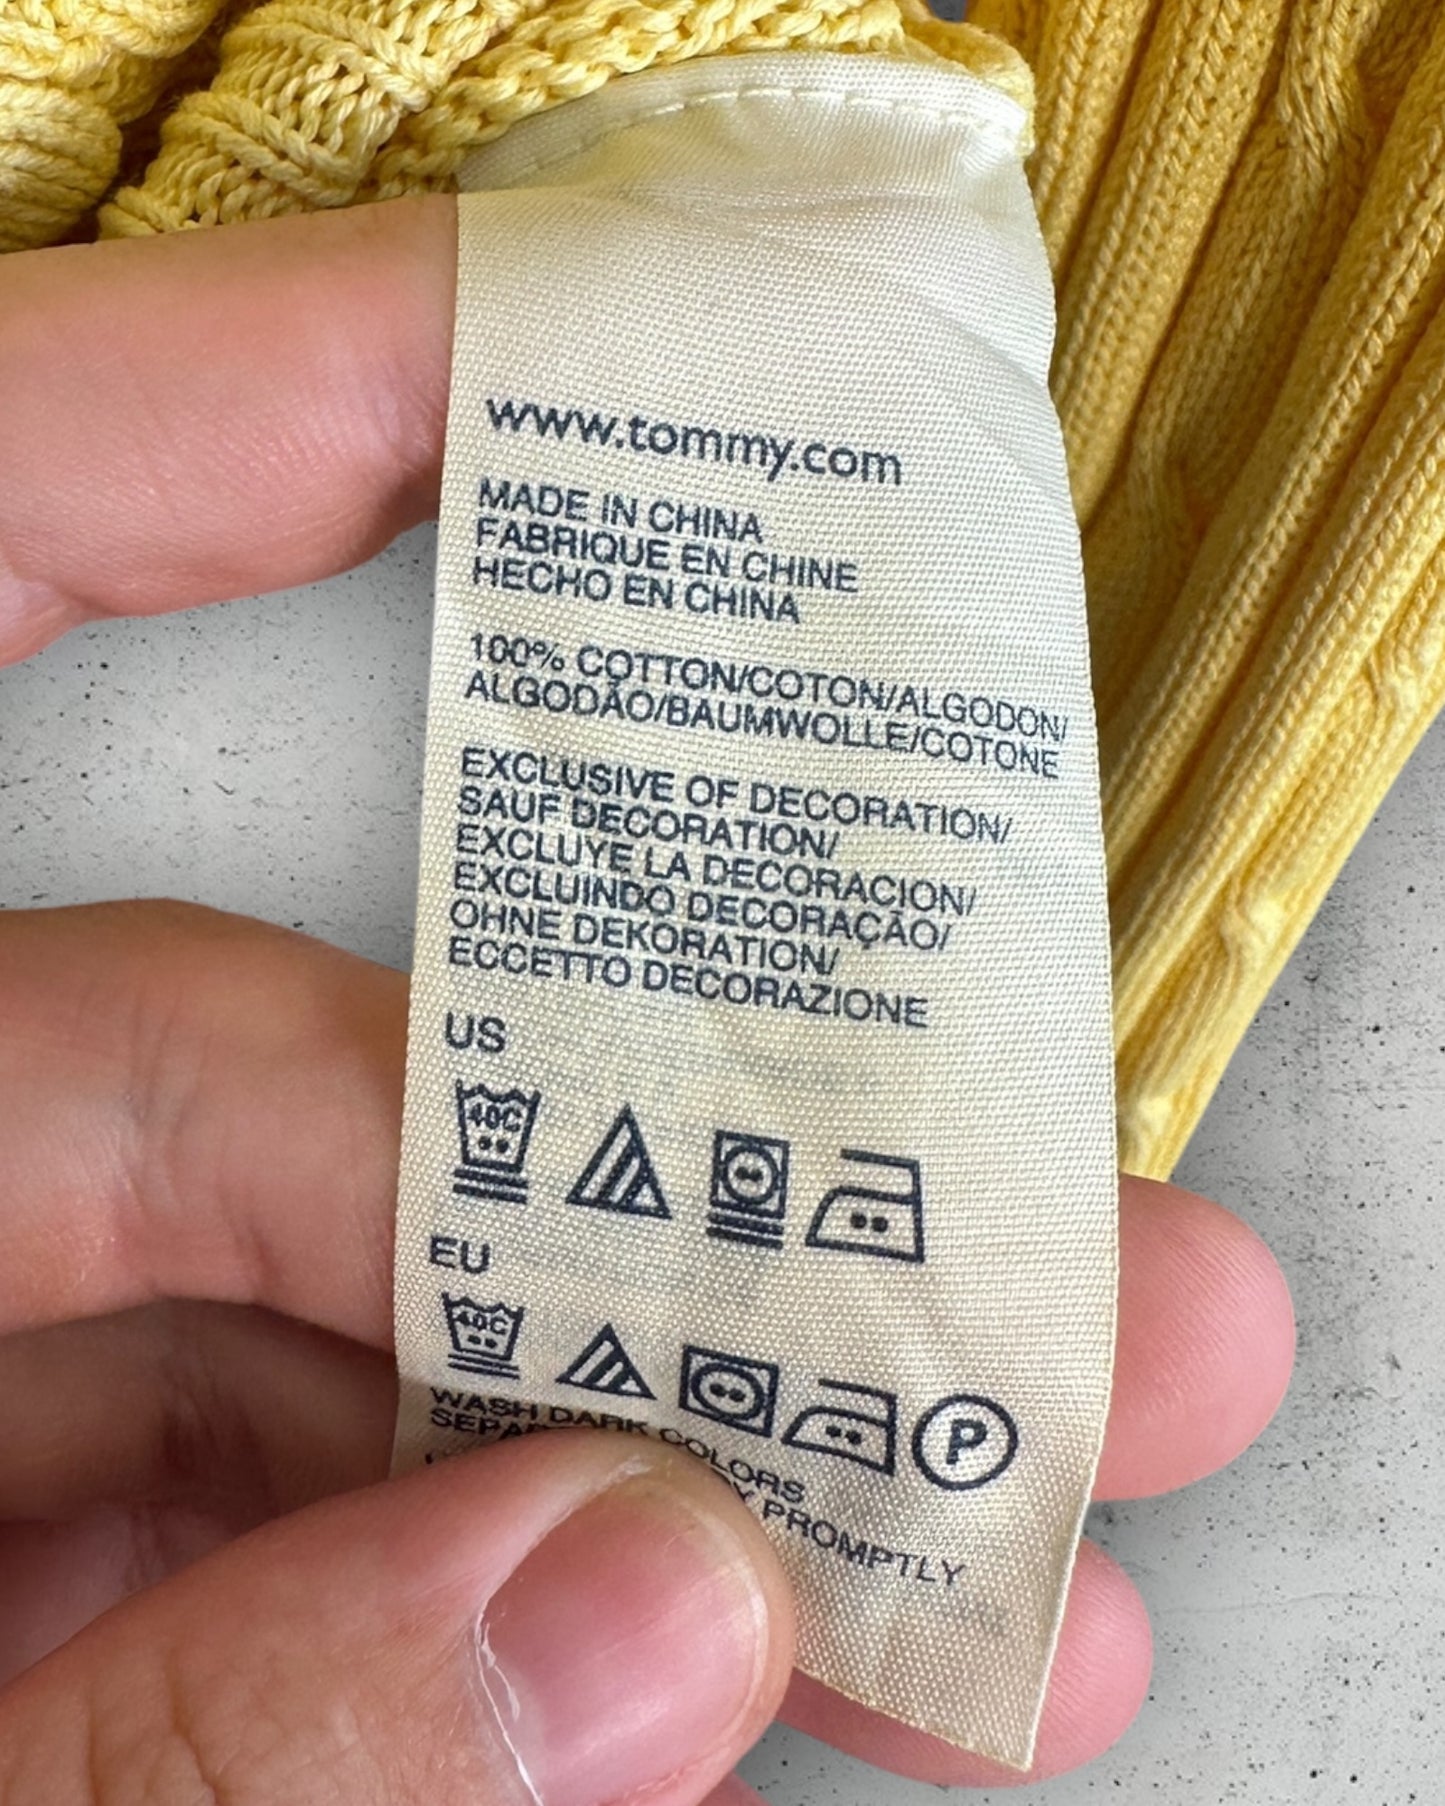 www.tommy.com
MADE IN CHINA
FABRIQUE EN CHINE
HECHO EN CHINA
100% COTTON/COTON/ALGODON/
ALGODÃO/BAUMWOLLE/COTONE
EXCLUSIVE OF DECORATION/
SAUF DECORATION/
EXCLUYE LA DECORACION/
EXCLUINDO DECORAÇÃO/
OHNE DEKORATION/
ECCETTO DECORAZIONE
US
40C
EU
40C
P
WASH DARK COLORS
PROMPTLY